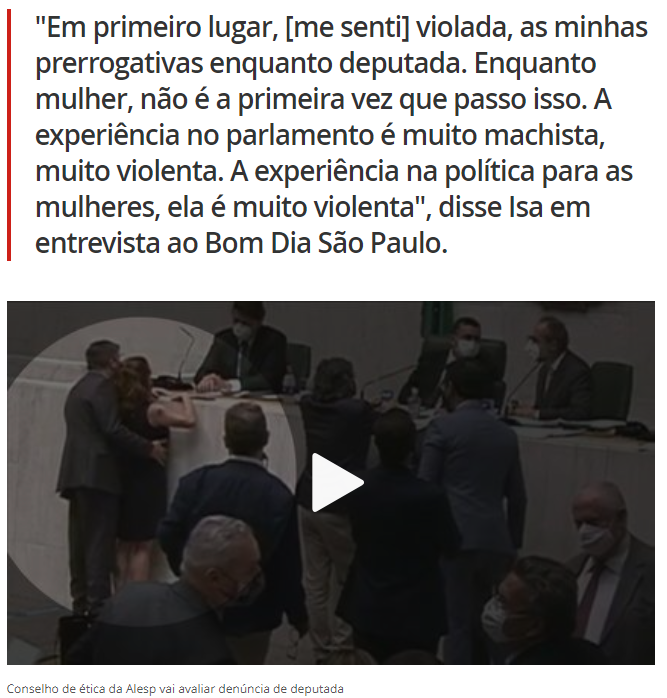 "Em primeiro lugar, [me senti] violada, as minhas
prerrogativas enquanto deputada. Enquanto
mulher, não é a primeira vez que passo isso. A
experiência no parlamento é muito machista,
muito violenta. A experiência na política para as
mulheres, ela é muito violenta", disse Isa em
entrevista ao Bom Dia São Paulo.
Conselho de ética da Alesp vai avaliar denúncia de deputada